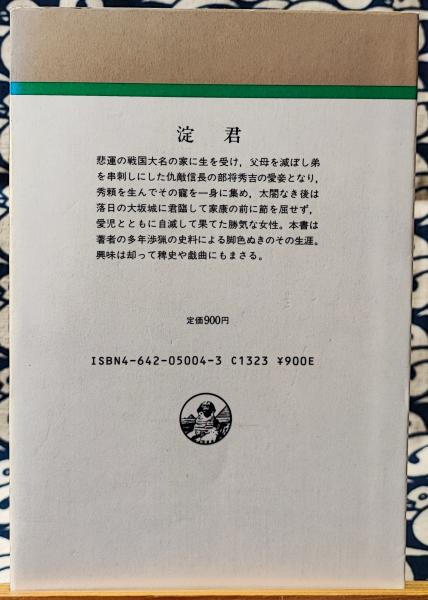 淀君
悲運の戦国大名の家に生を受け，父母を滅ぼし弟
を串刺しにした仇敵信長の部将秀吉の愛妾となり，
秀頼を生んでその寵を一身に集め，太閤なき後は
落日の大坂城に君臨して家康の前に節を屈せず，
愛児とともに自滅して果てた勝気な女性。本書は
著者の多年渉猟の史料による脚色ぬきのその生涯。
興味は却って稗史や戯曲にもまさる。
定価900円
ISBN4-642-05004-3 C1323 ¥900E